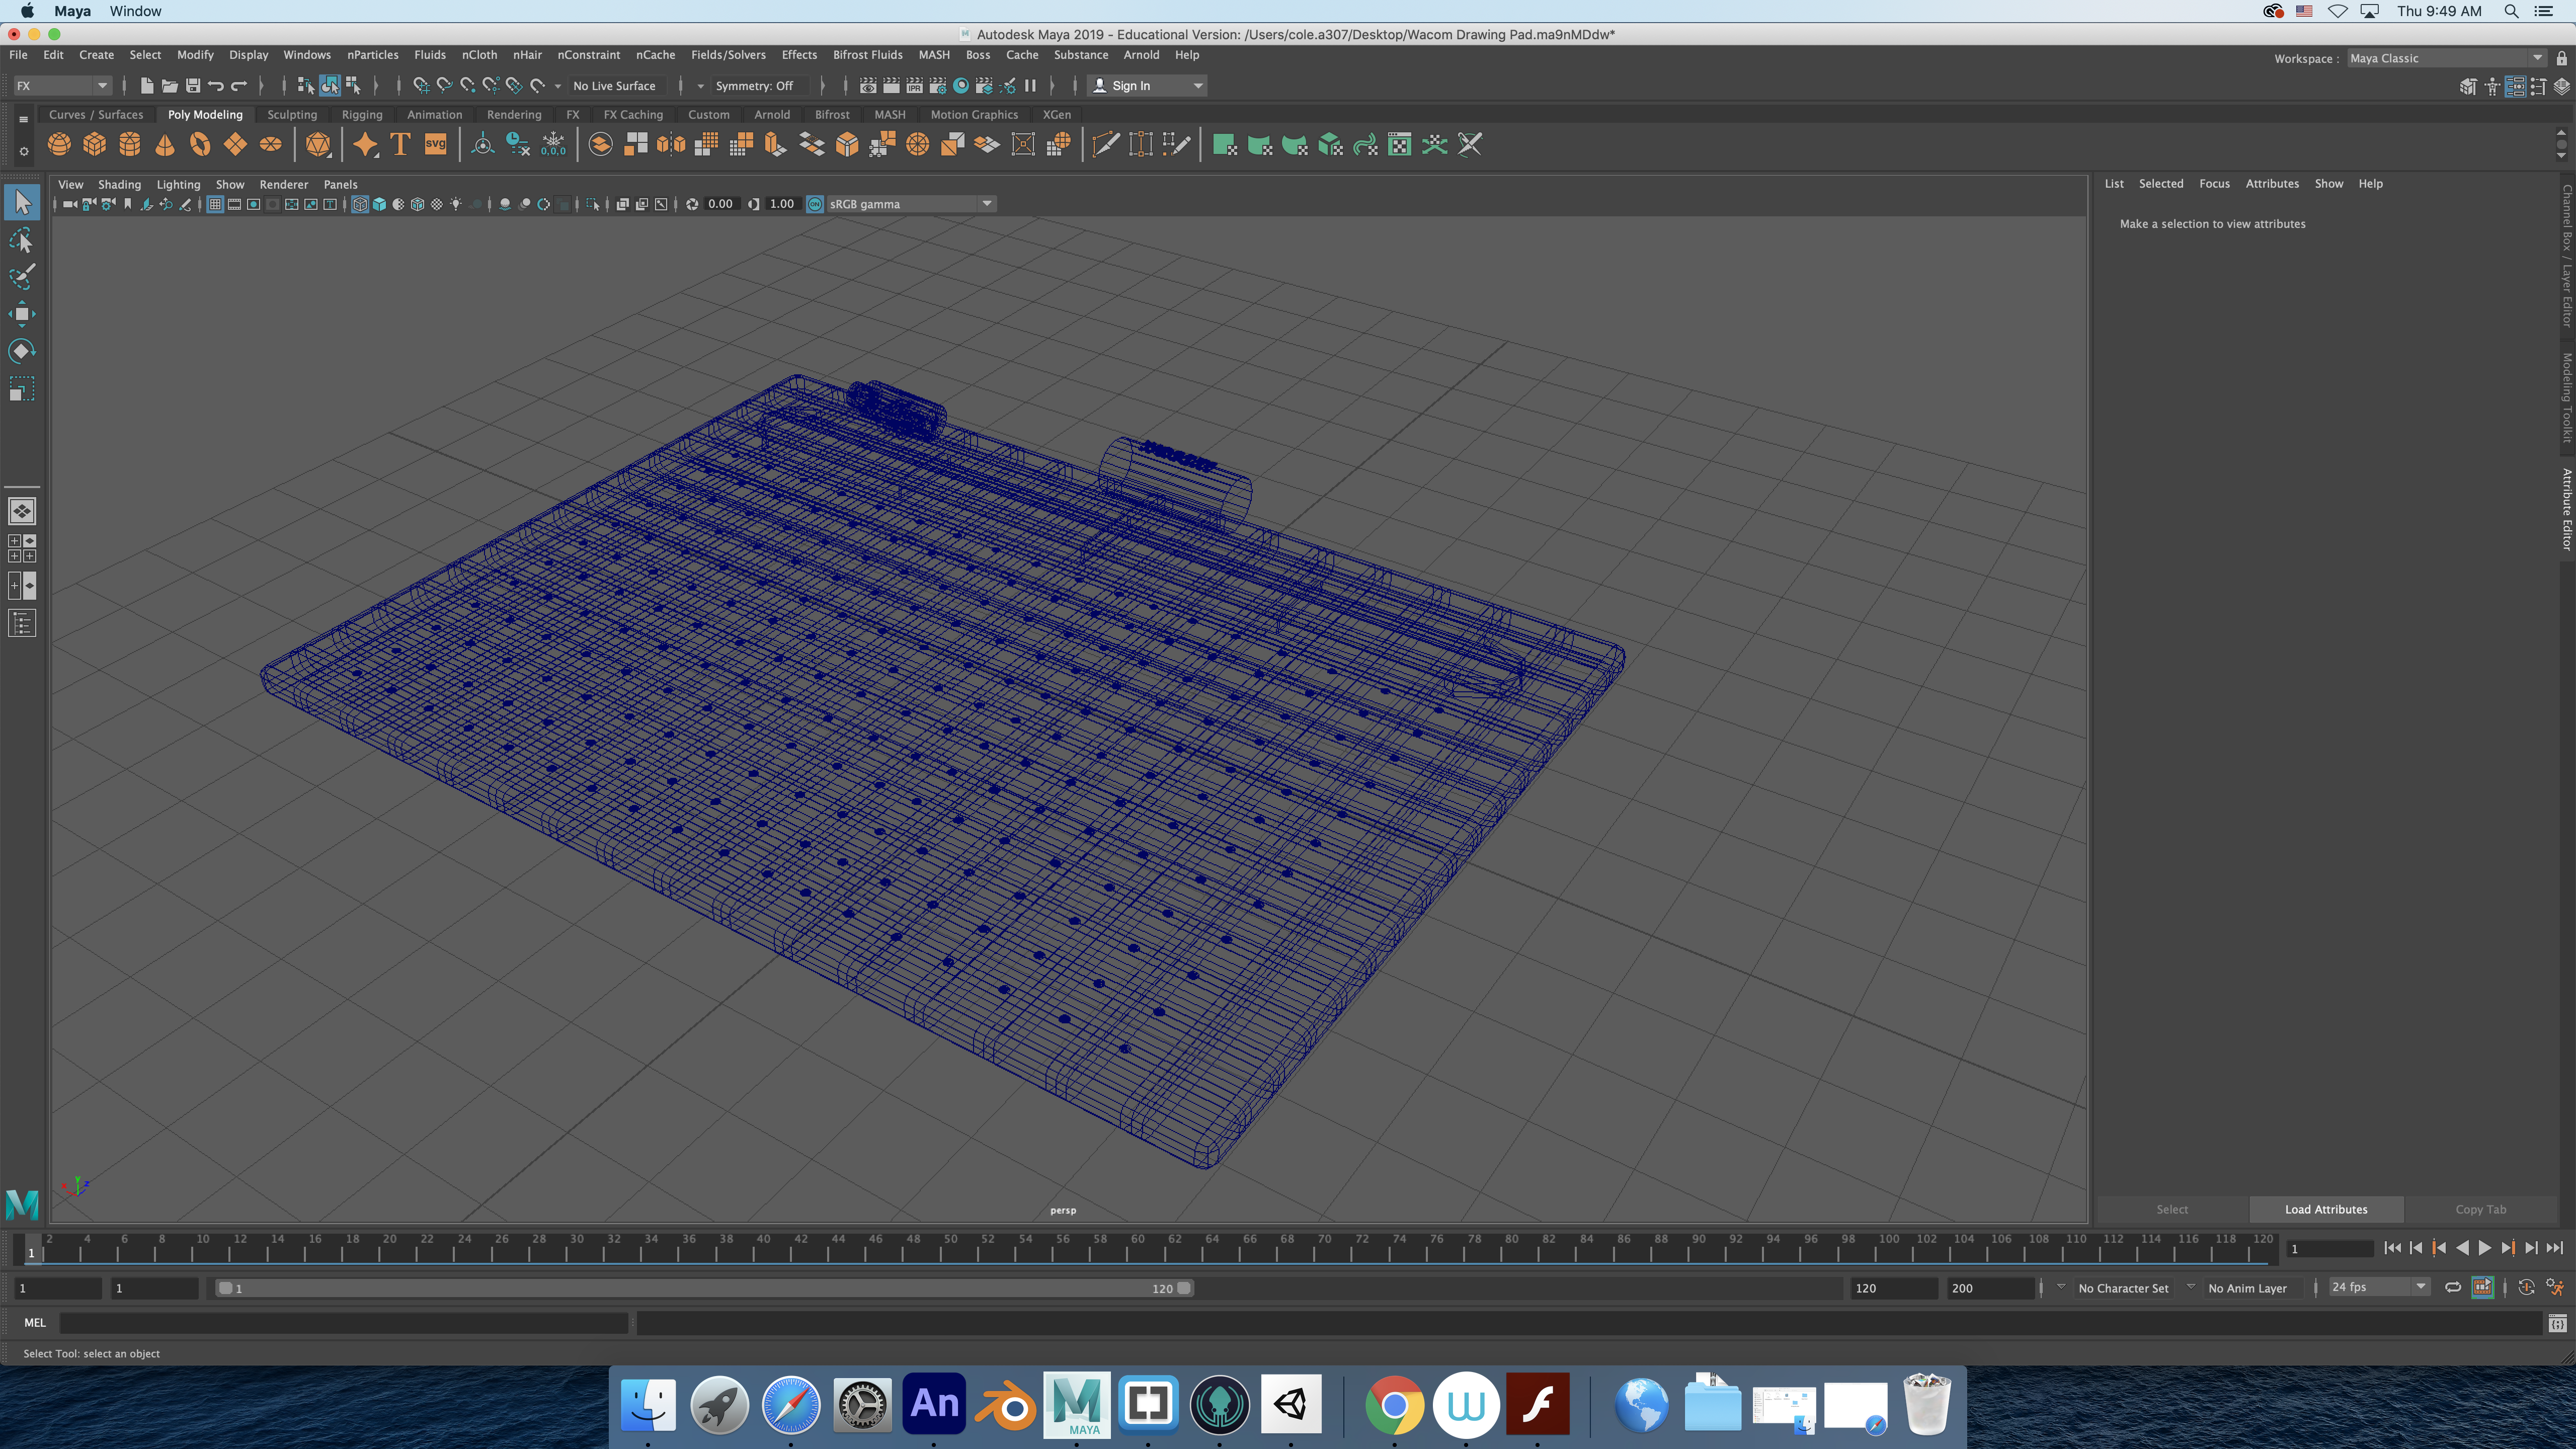 Maya Window Thu 9:49 AM
Autodesk Maya 2019 - Educational Version: /Users/cole.a307/Desktop/Wacom Drawing Pad.ma9nMDdw*
File Edit Create Select Modify Display Windows nParticles Fluids nCloth nHair nConstraint nCache Fields/Solvers Effects Bifrost Fluids MASH Boss Cache Substance Arnold Help Workspace : Maya Classic
FX No Live Surface Symmetry: Off IPR Sign In
Curves / Surfaces Poly Modeling Sculpting Rigging Animation Rendering FX FX Caching Custom Arnold Bifrost MASH Motion Graphics XGen
T svg 0,0,0
View Shading Lighting Show Renderer Panels
0.00 1.00 ON sRGB gamma
List Selected Focus Attributes Show Help
Make a selection to view attributes
Channel Box / Layer Editor
Modeling Toolkit
Attribute Editor
y
x z
persp
Select Load Attributes Copy Tab
2 4 6 8 10 12 14 16 18 20 22 24 26 28 30 32 34 36 38 40 42 44 46 48 50 52 54 56 58 60 62 64 66 68 70 72 74 76 78 80 82 84 86 88 90 92 94 96 98 100 102 104 106 108 110 112 114 116 118 120
1 1
1 1 1 120 120 200 No Character Set No Anim Layer 24 fps
MEL
Select Tool: select an object
An M MAYA W